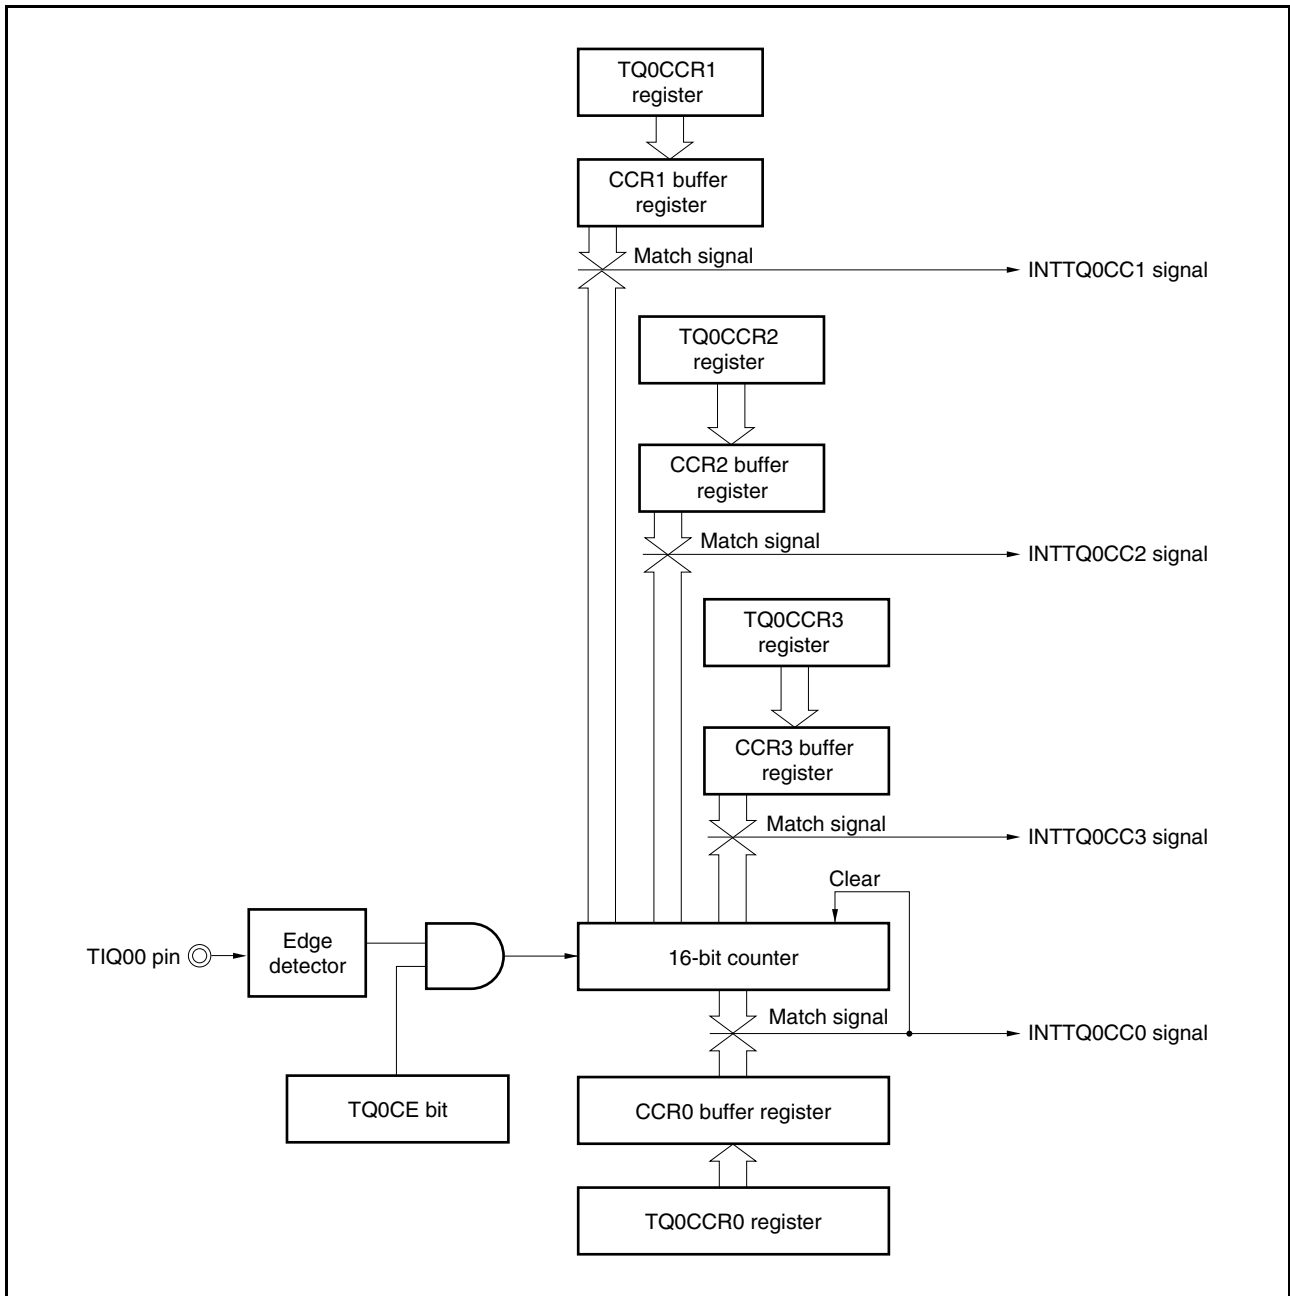 TQ0CCR1
register
CCR1 buffer
register
Match signal
INTTQ0CC1 signal
TQ0CCR2
register
CCR2 buffer
register
Match signal
INTTQ0CC2 signal
TQ0CCR3
register
CCR3 buffer
register
Match signal
INTTQ0CC3 signal
Clear
TIQ00 pin
Edge
detector
16-bit counter
Match signal
INTTQ0CC0 signal
TQ0CE bit
CCR0 buffer register
TQ0CCR0 register